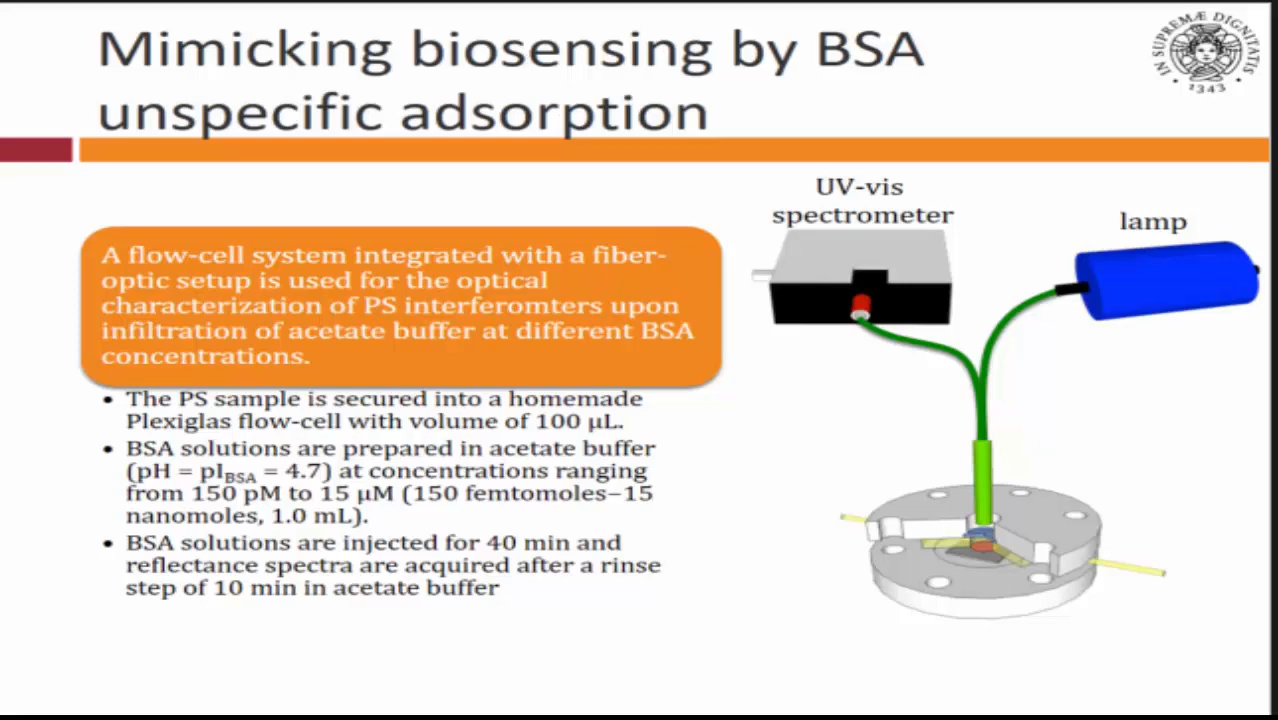 Mimicking biosensing by BSA
unspecific adsorption
IN SUPREMÆ DIGNITATIS
• 1343 •
UV-vis
spectrometer
lamp
A flow-cell system integrated with a fiber-
optic setup is used for the optical
characterization of PS interferomters upon
infiltration of acetate buffer at different BSA
concentrations.
• The PS sample is secured into a homemade
Plexiglas flow-cell with volume of 100 μL.
• BSA solutions are prepared in acetate buffer
(pH = pIBSA = 4.7) at concentrations ranging
from 150 pM to 15 μM (150 femtomoles–15
nanomoles, 1.0 mL).
• BSA solutions are injected for 40 min and
reflectance spectra are acquired after a rinse
step of 10 min in acetate buffer